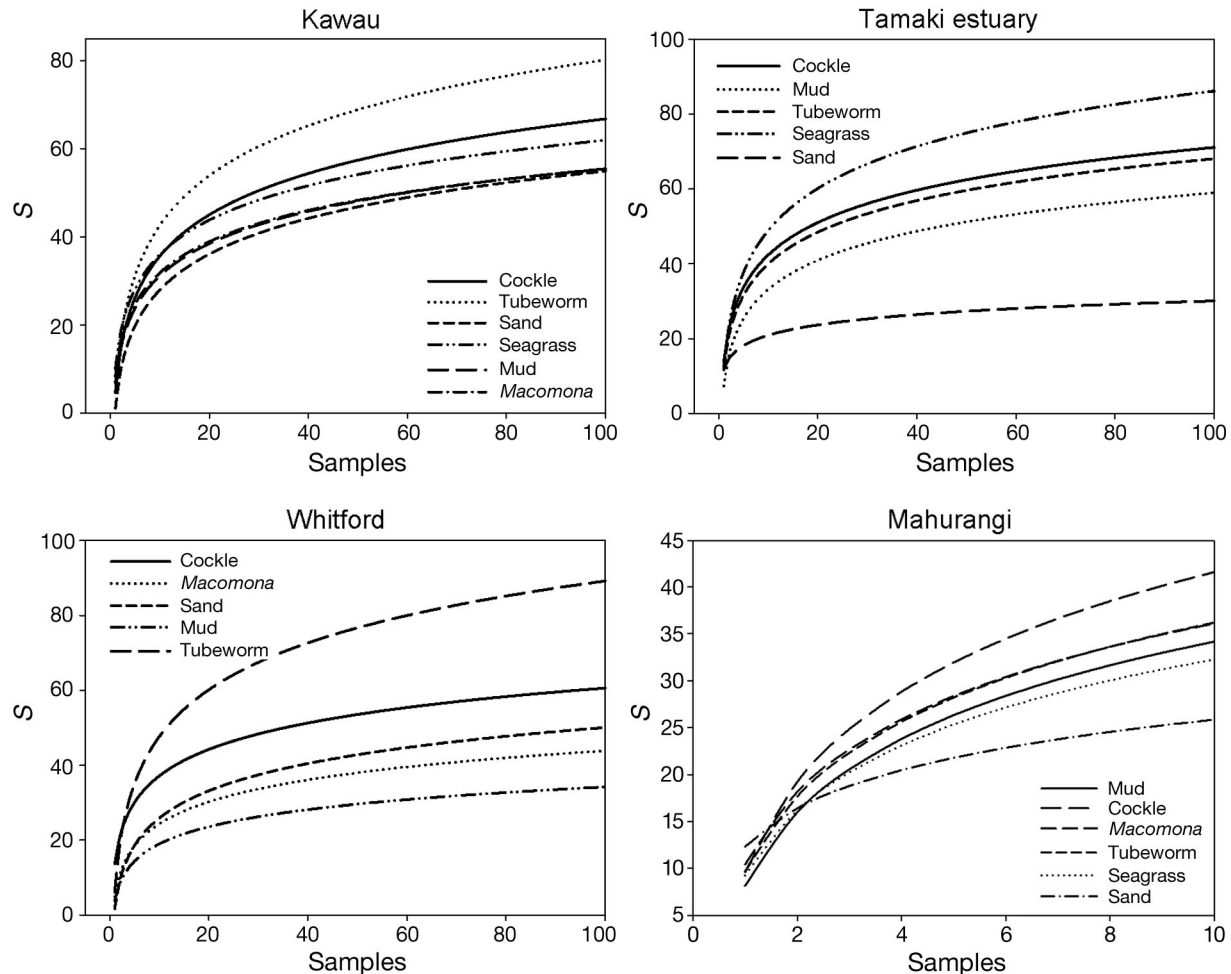 Kawau
80
60
40
20
0
S
0 20 40 60 80 100
Samples
Cockle
Tubeworm
Sand
Seagrass
Mud
Macomona
Tamaki estuary
100
80
60
40
20
0
S
0 20 40 60 80 100
Samples
Cockle
Mud
Tubeworm
Seagrass
Sand
Whitford
100
80
60
40
20
0
S
0 20 40 60 80 100
Samples
Cockle
Macomona
Sand
Mud
Tubeworm
Mahurangi
45
40
35
30
25
20
15
10
5
S
0 2 4 6 8 10
Samples
Mud
Cockle
Macomona
Tubeworm
Seagrass
Sand